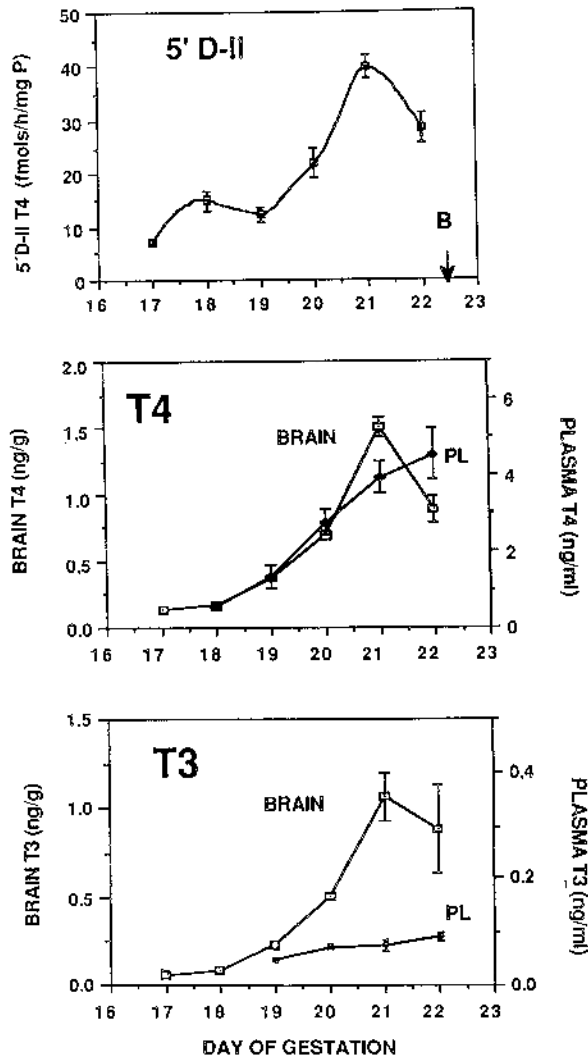 5' D-II
5'D-II T4 (fmols/h/mg P)
50
40
30
20
10
0
B
16 17 18 19 20 21 22 23
T4
BRAIN
PL
BRAIN T4 (ng/g)
2.0
1.5
1.0
0.5
0.0
PLASMA T4 (ng/ml)
6
4
2
0
16 17 18 19 20 21 22 23
T3
BRAIN
PL
BRAIN T3 (ng/g)
1.5
1.0
0.5
0.0
PLASMA T3 (ng/ml)
0.4
0.2
0.0
16 17 18 19 20 21 22 23
DAY OF GESTATION